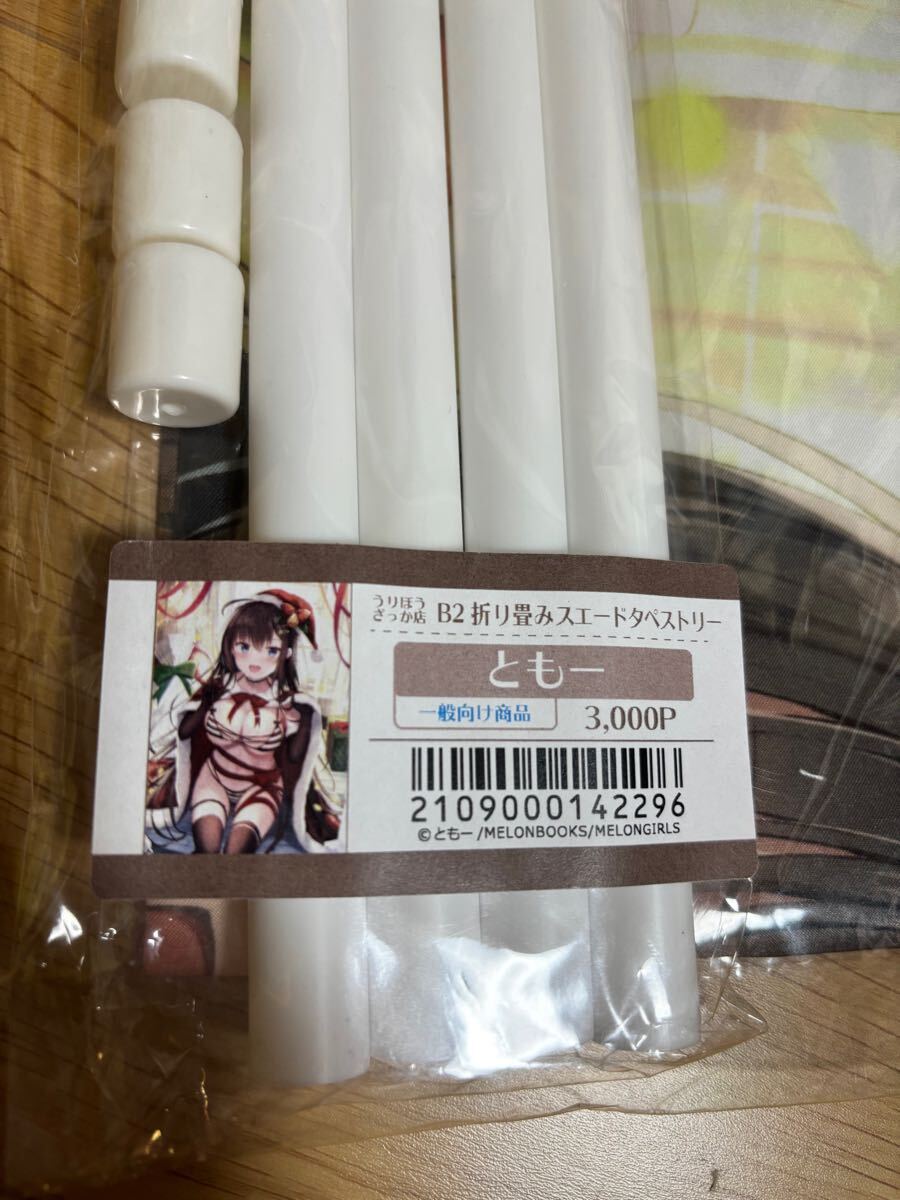 うりぼう
ざっか店 B2 折り畳みスエードタペストリー
ともー
一般向け商品 3,000P
2109000142296
©ともー/MELONBOOKS/MELONGIRLS